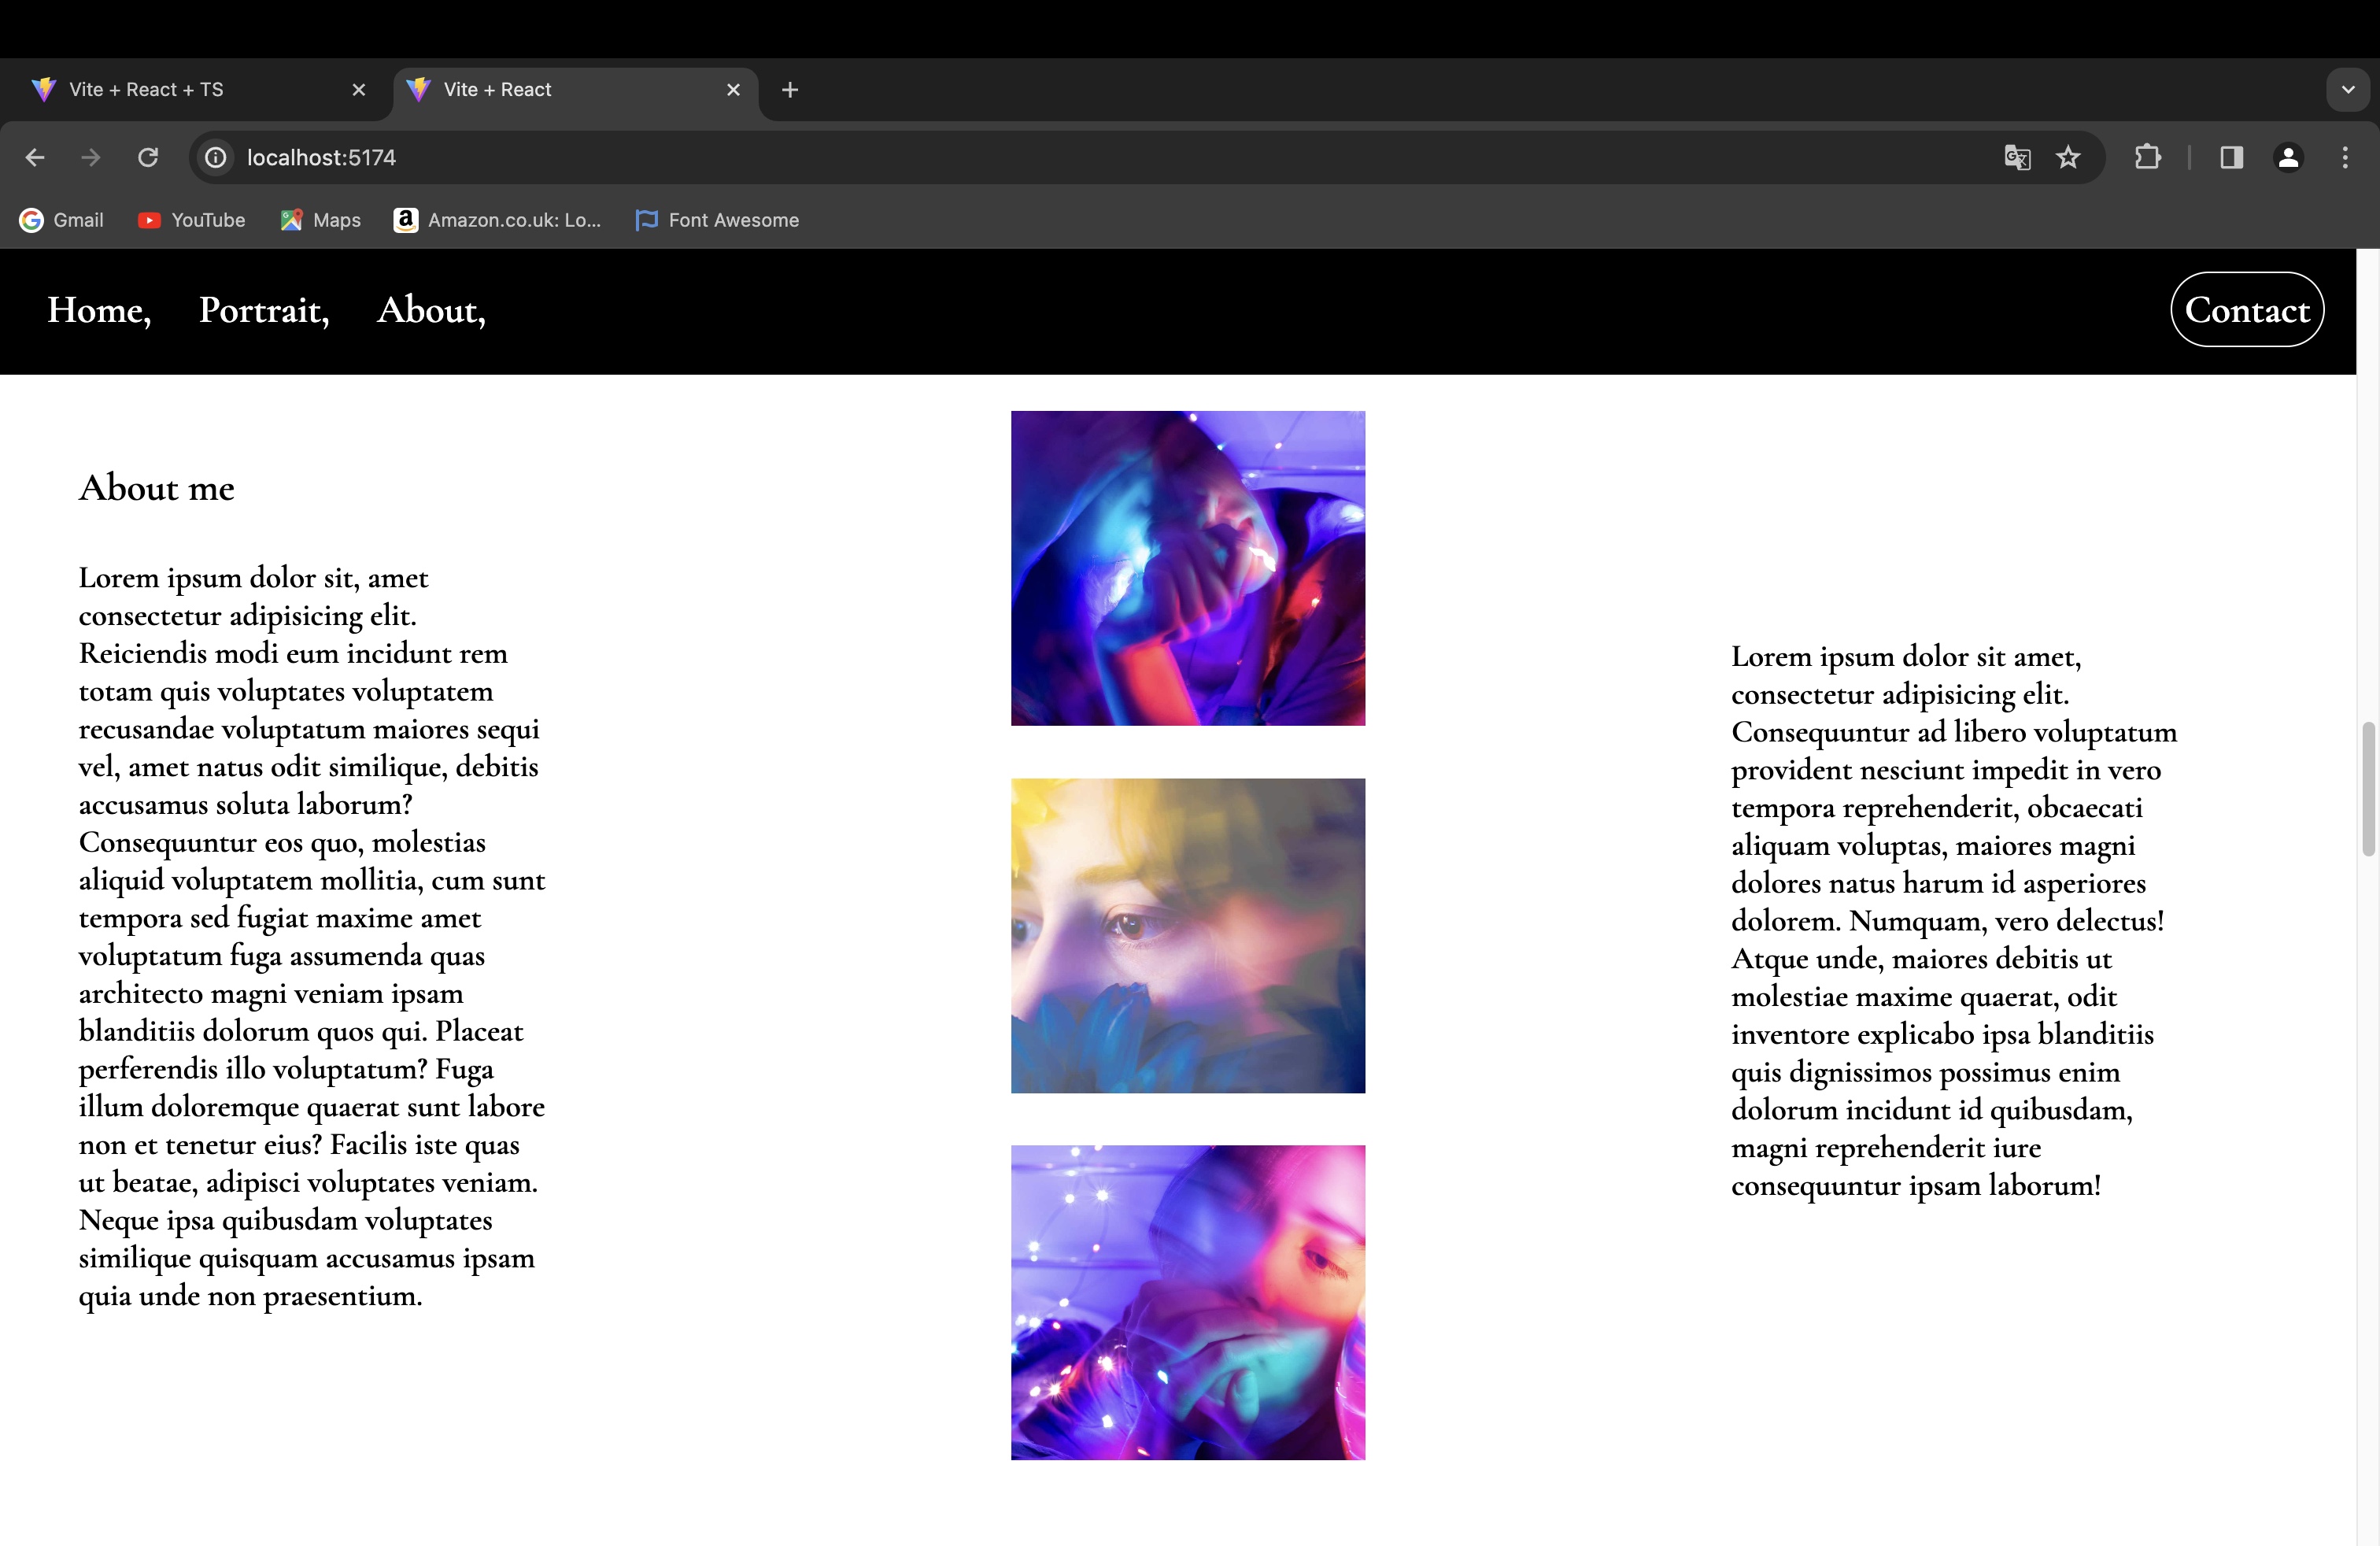 Vite + React + TS
Vite + React
localhost:5174
Gmail
YouTube
Maps
Amazon.co.uk: Lo...
Font Awesome
Home,
Portrait,
About,
Contact
About me
Lorem ipsum dolor sit, amet
consectetur adipisicing elit.
Reiciendis modi eum incidunt rem
totam quis voluptates voluptatem
recusandae voluptatum maiores sequi
vel, amet natus odit similique, debitis
accusamus soluta laborum?
Consequuntur eos quo, molestias
aliquid voluptatem mollitia, cum sunt
tempora sed fugiat maxime amet
voluptatum fuga assumenda quas
architecto magni veniam ipsam
blanditiis dolorum quos qui. Placeat
perferendis illo voluptatum? Fuga
illum doloremque quaerat sunt labore
non et tenetur eius? Facilis iste quas
ut beatae, adipisci voluptates veniam.
Neque ipsa quibusdam voluptates
similique quisquam accusamus ipsam
quia unde non praesentium.
Lorem ipsum dolor sit amet,
consectetur adipisicing elit.
Consequuntur ad libero voluptatum
provident nesciunt impedit in vero
tempora reprehenderit, obcaecati
aliquam voluptas, maiores magni
dolores natus harum id asperiores
dolorem. Numquam, vero delectus!
Atque unde, maiores debitis ut
molestiae maxime quaerat, odit
inventore explicabo ipsa blanditiis
quis dignissimos possimus enim
dolorum incidunt id quibusdam,
magni reprehenderit iure
consequuntur ipsam laborum!